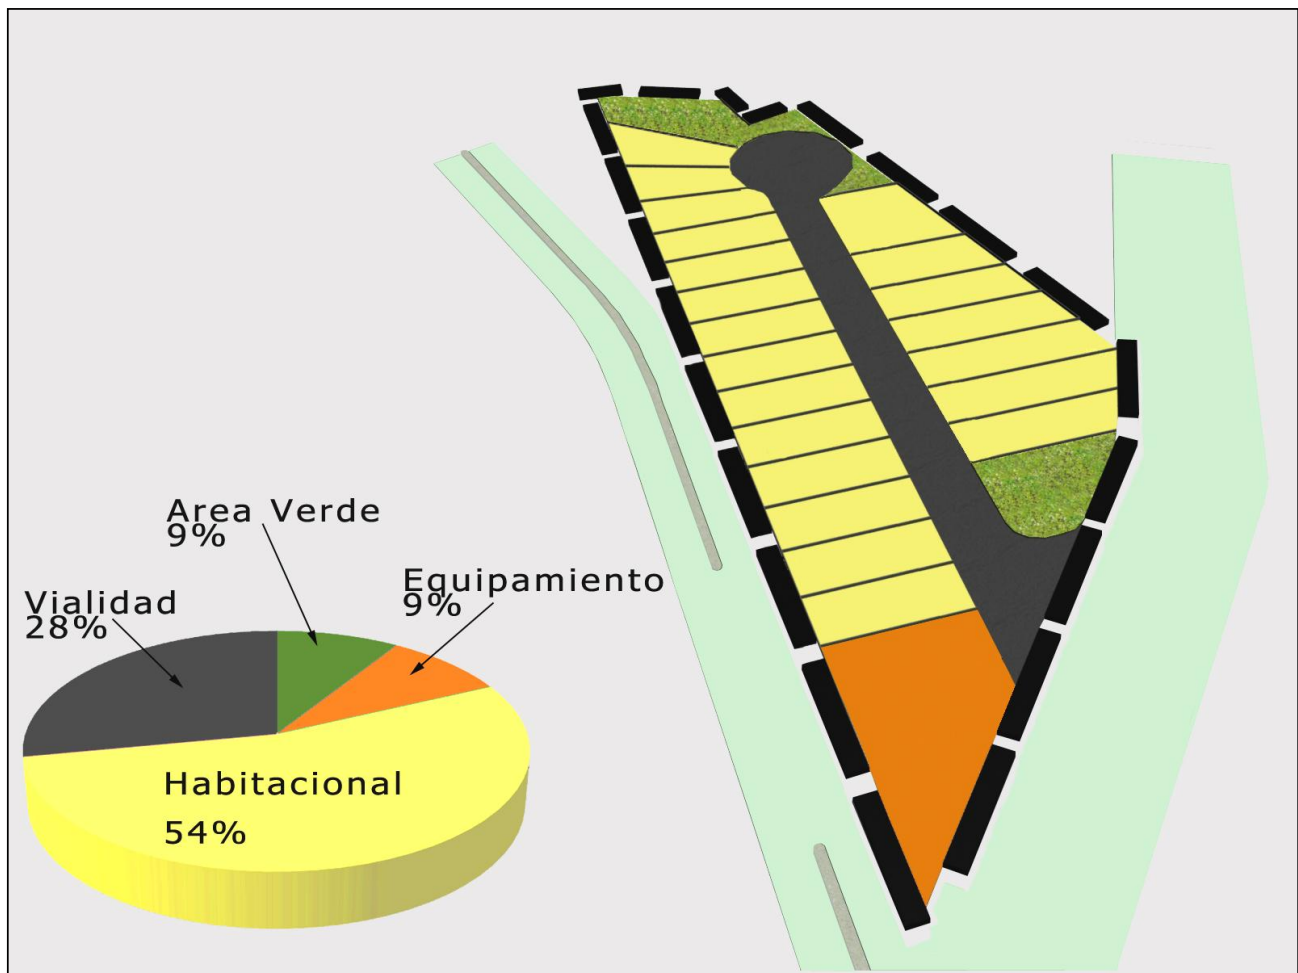 Area Verde
9%
Equipamiento
9%
Vialidad
28%
Habitacional
54%